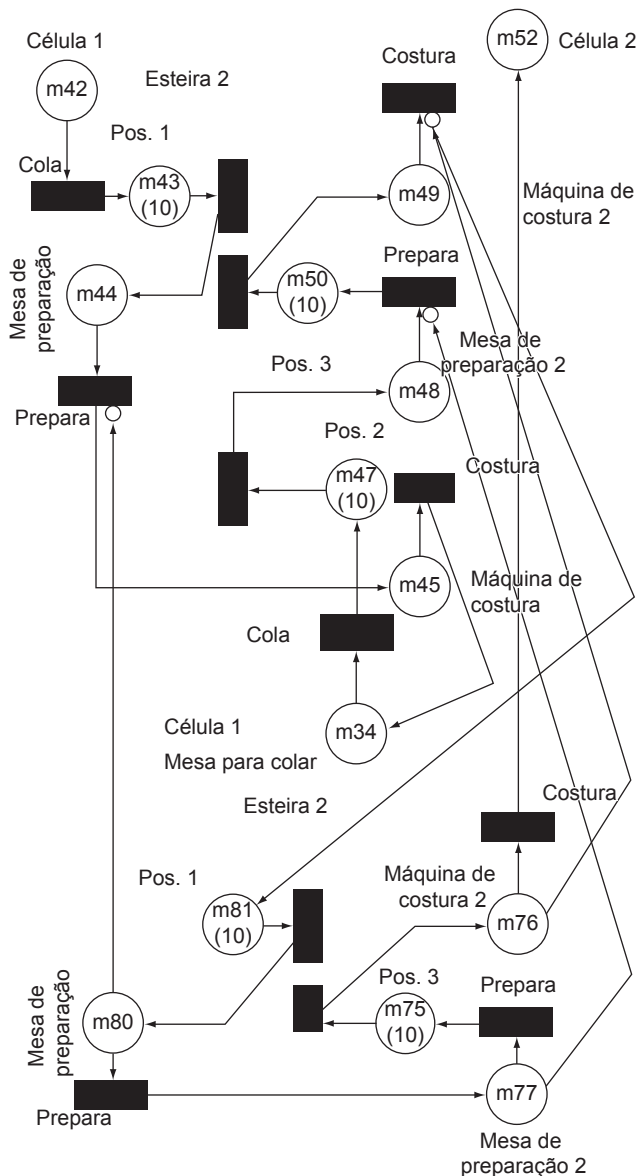 Célula 1
m42
Esteira 2
Costura
m52
Célula 2
Pos. 1
Cola
m43
(10)
m49
Máquina de
costura 2
Mesa de
preparação
m44
m50
(10)
Prepara
Mesa de
preparação 2
Pos. 3
m48
Prepara
Pos. 2
m47
(10)
Costura
m45
Máquina de
costura
Cola
Célula 1
m34
Mesa para colar
Esteira 2
Costura
Pos. 1
Máquina de
costura 2
m81
(10)
m76
Mesa de
preparação
m80
Pos. 3
m75
(10)
Prepara
Prepara
m77
Mesa de
preparação 2